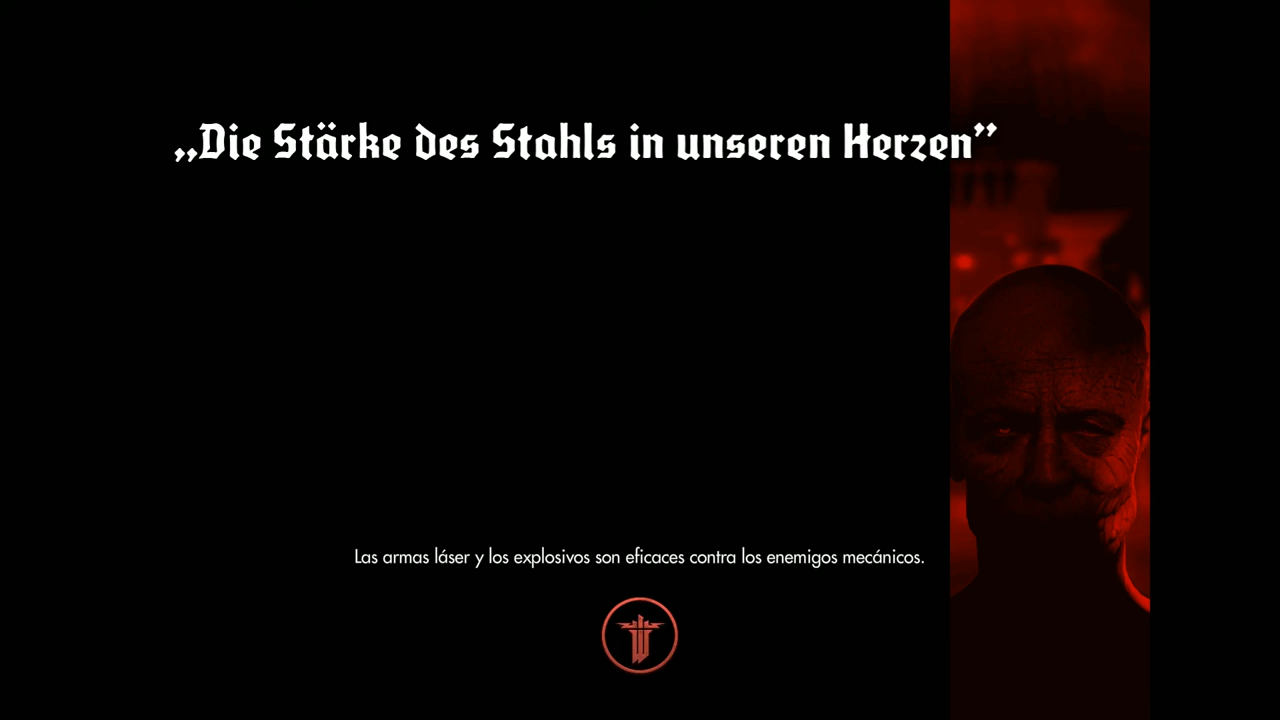 „Die Stärke des Stahls in unseren Herzen”
Las armas láser y los explosivos son eficaces contra los enemigos mecánicos.